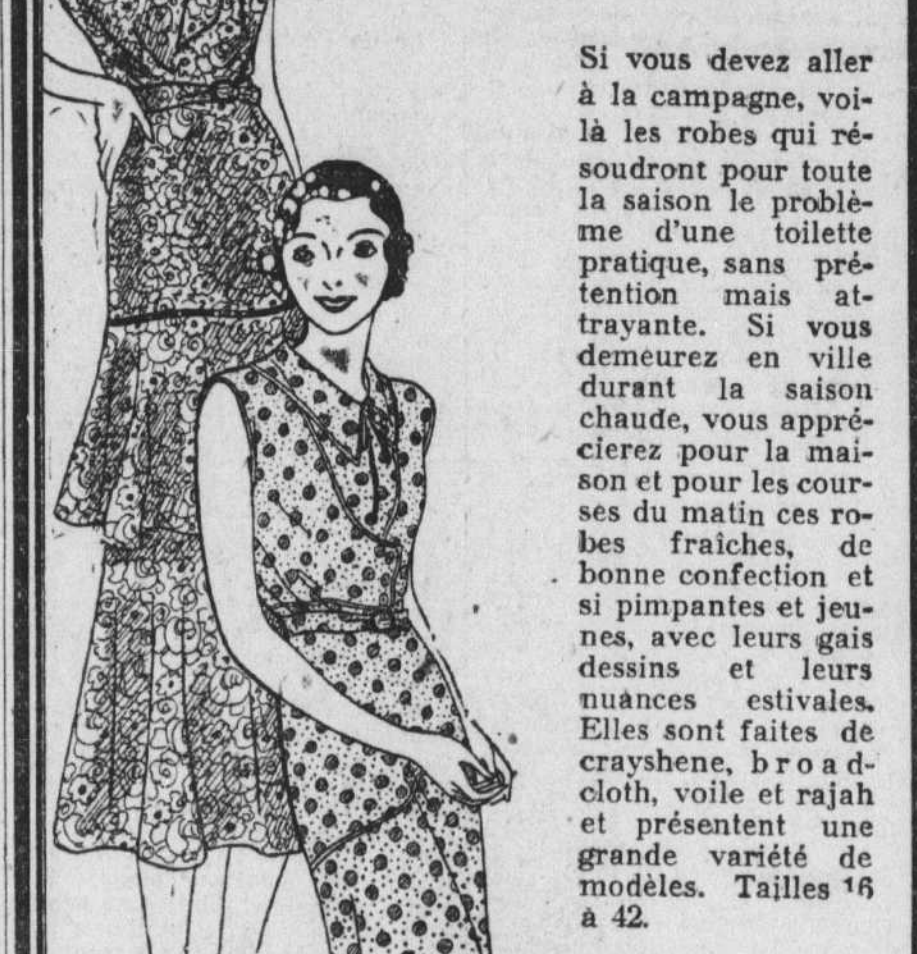 Si vous devez aller
à la campagne, voi-
là les robes qui ré-
soudront pour toute
la saison le problè-
me d'une toilette
pratique, sans pré-
tention mais at-
trayante. Si vous
demeurez en ville
durant la saison
chaude, vous appré-
cierez pour la mai-
son et pour les cour-
ses du matin ces ro-
bes fraîches, de
bonne confection et
si pimpantes et jeu-
nes, avec leurs gais
dessins et leurs
nuances estivales.
Elles sont faites de
crayshene, broad-
cloth, voile et rajah
et présentent une
grande variété de
modèles. Tailles 16
à 42.